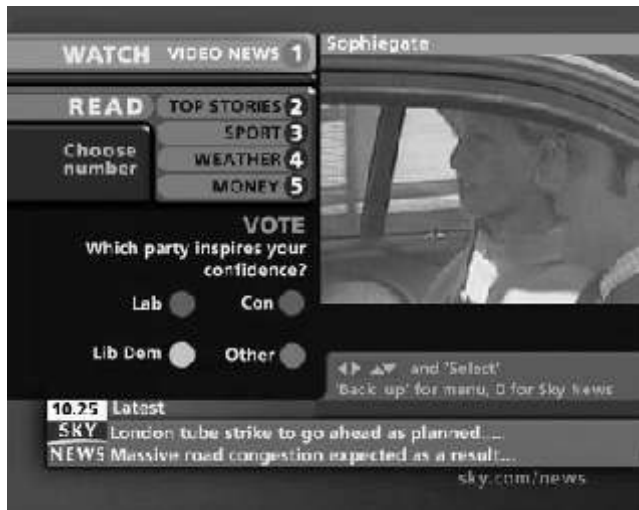 WATCH VIDEO NEWS 1
Sophiegate
READ TOP STORIES 2
SPORT 3
Choose number
WEATHER 4
MONEY 5
VOTE
Which party inspires your
confidence?
Lab Con
Lib Dem Other
and 'Select'
'Back up' for menu, 0 for Sky News
10.25 Latest
SKY London tube strike to go ahead as planned....
NEWS Massive road congestion expected as a result...
sky.com/news